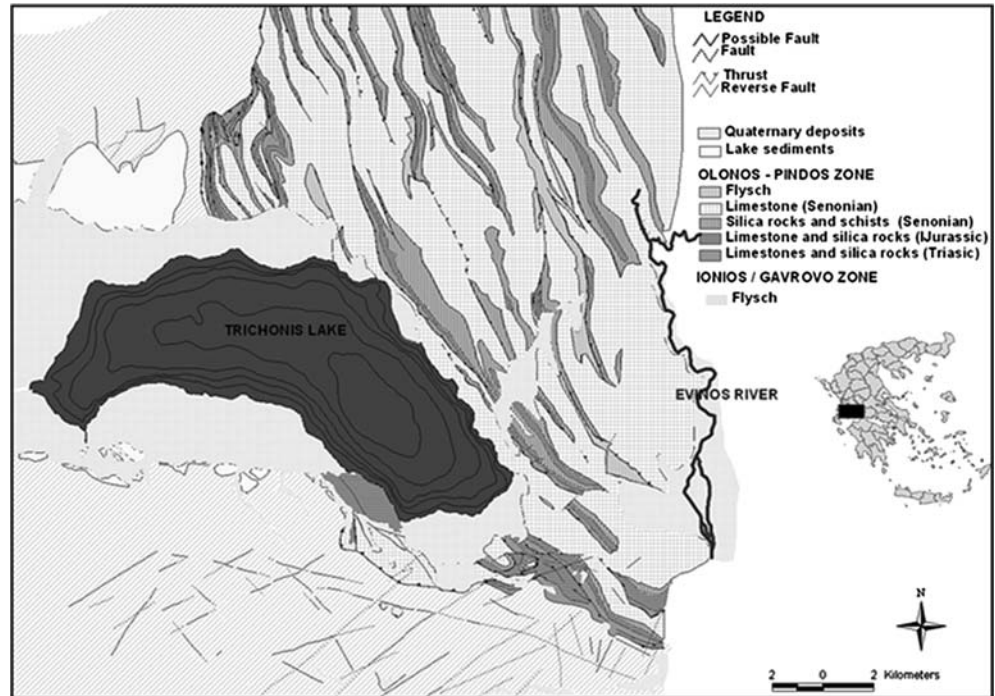 LEGEND
Possible Fault
Fault
Thrust
Reverse Fault
Quaternary deposits
Lake sediments
OLONOS - PINDOS ZONE
Flysch
Limestone (Senonian)
Silica rocks and schists (Senonian)
Limestone and silica rocks (IJurassic)
Limestones and silica rocks (Triasic)
IONIOS / GAVROVO ZONE
Flysch
TRICHONIS LAKE
EVINOS RIVER
N
2 0 2 Kilometers